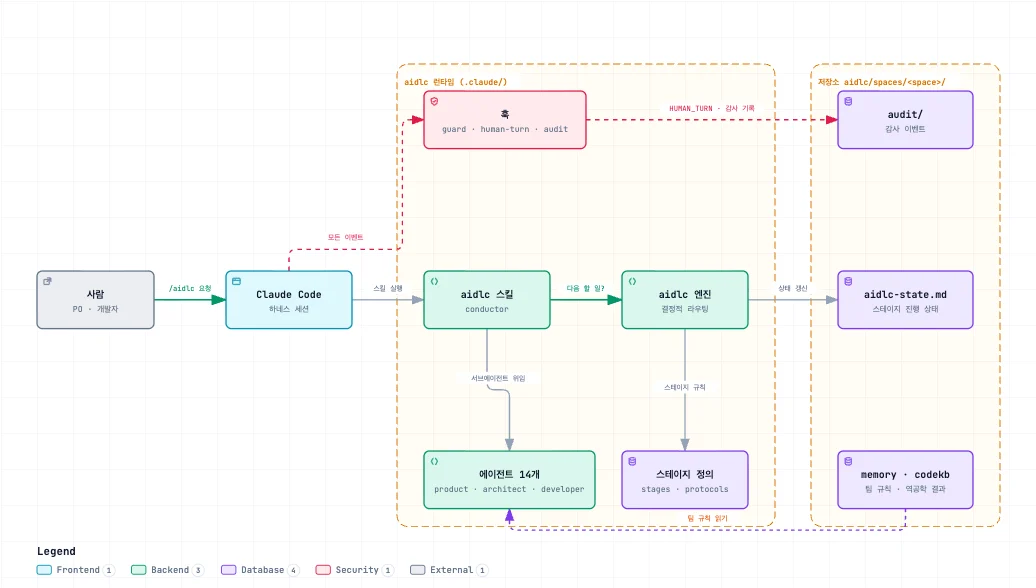 aidlc 런타임 (.claude/)
저장소 aidlc/spaces/<space>/
훅
guard · human-turn · audit
HUMAN_TURN · 감사 기록
audit/
감사 이벤트
모든 이벤트
사람
PO · 개발자
/aidlc 요청
Claude Code
하네스 세션
스킬 실행
aidlc 스킬
conductor
다음 할 일?
aidlc 엔진
결정적 라우팅
상태 갱신
aidlc-state.md
스테이지 진행 상태
서브에이전트 위임
스테이지 규칙
에이전트 14개
product · architect · developer
스테이지 정의
stages · protocols
memory · codekb
팀 규칙 · 역공학 결과
팀 규칙 읽기
Legend
Frontend 1
Backend 3
Database 4
Security 1
External 1